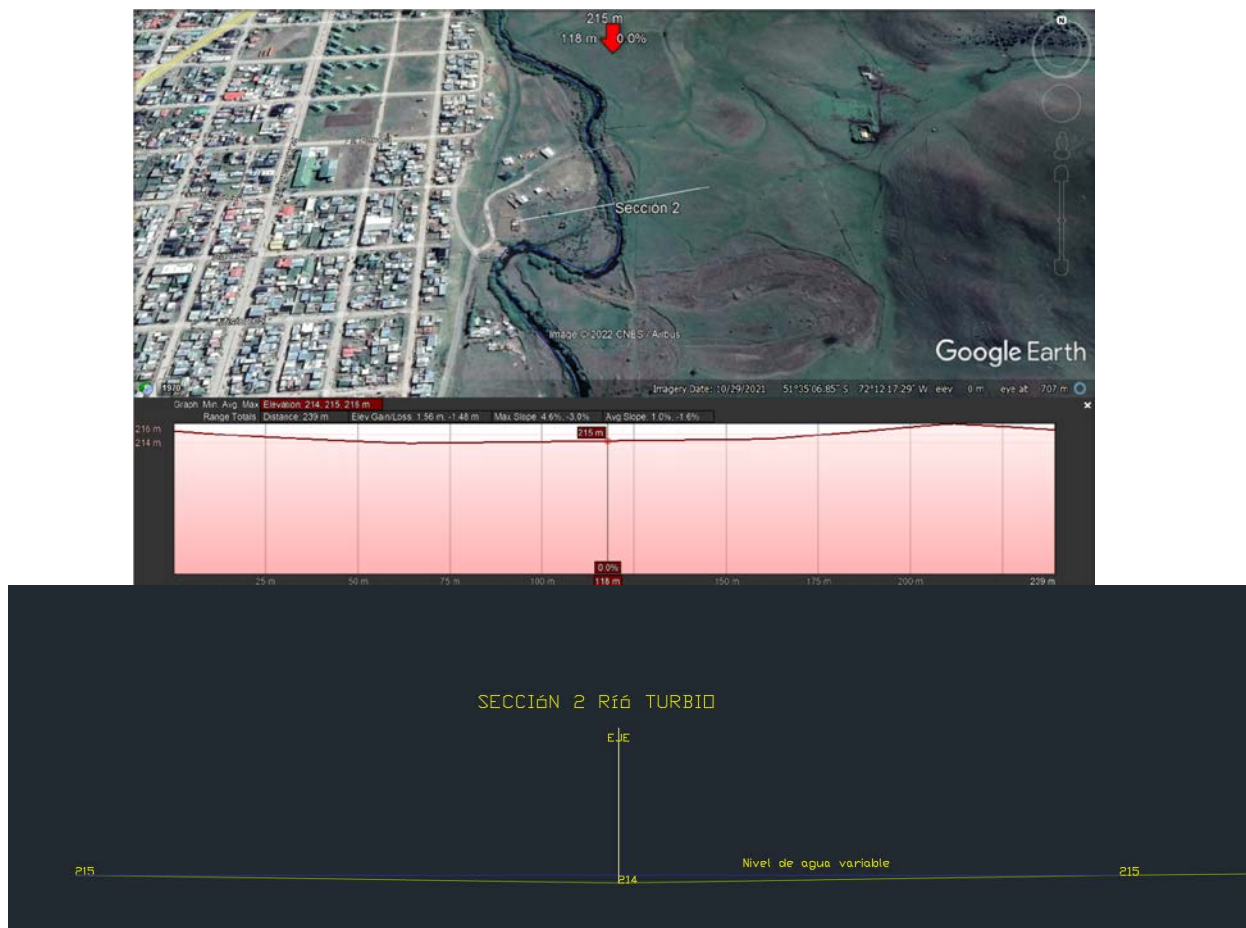 215 m
118 m 0.0%
N
Sección 2
Image © 2022 CNES / Airbus
Google Earth
1970
Imagery Date: 10/29/2021 51°35'06.85" S 72°12'17.29" W elev 0 m eye alt 707 m
Graph: Min, Avg, Max Elevation: 214, 215, 216 m
Range Totals: Distance: 239 m Elev Gain/Loss: 1.56 m, -1.48 m Max Slope: 4.6%, -3.0% Avg Slope: 1.0%, -1.6%
216 m
214 m
215 m
0.0%
25 m 50 m 75 m 100 m 118 m 150 m 175 m 200 m 239 m
SECCIóN 2 Ríó TURBIO
EJE
Nivel de agua variable
215 214 215